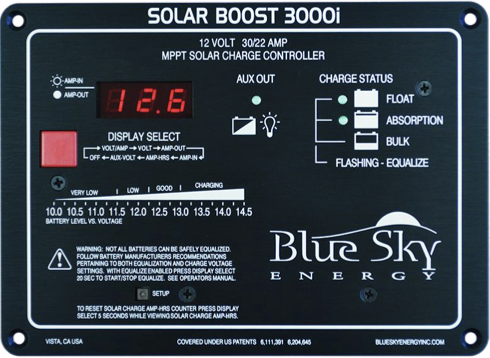 SOLAR BOOST 3000i
12 VOLT 30/22 AMP
MPPT SOLAR CHARGE CONTROLLER
AMP-IN
AMP-OUT
12.6
AUX OUT
CHARGE STATUS
FLOAT
ABSORPTION
BULK
FLASHING - EQUALIZE
DISPLAY SELECT
VOLT/AMP VOLT AMP-OUT
OFF AUX-VOLT AMP-HRS AMP-IN
VERY LOW LOW GOOD CHARGING
10.0 10.5 11.0 11.5 12.0 12.5 13.0 13.5 14.0 14.5
BATTERY LEVEL VS. VOLTAGE
Blue Sky
ENERGY
WARNING: NOT ALL BATTERIES CAN BE SAFELY EQUALIZED.
FOLLOW BATTERY MANUFACTURERS RECOMMENDATIONS
PERTAINING TO BOTH EQUALIZATION AND CHARGE VOLTAGE
SETTINGS. WITH EQUALIZE ENABLED PRESS DISPLAY SELECT
20 SEC TO START/STOP EQUALIZE. SEE OPERATORS MANUAL.
SETUP
TO RESET SOLAR CHARGE AMP-HRS COUNTER PRESS DISPLAY
SELECT 5 SECONDS WHILE VIEWING SOLAR CHARGE AMP-HRS.
VISTA, CA USA
COVERED UNDER US PATENTS 6,111,391 6,204,645
BLUESKYENERGYINC.COM